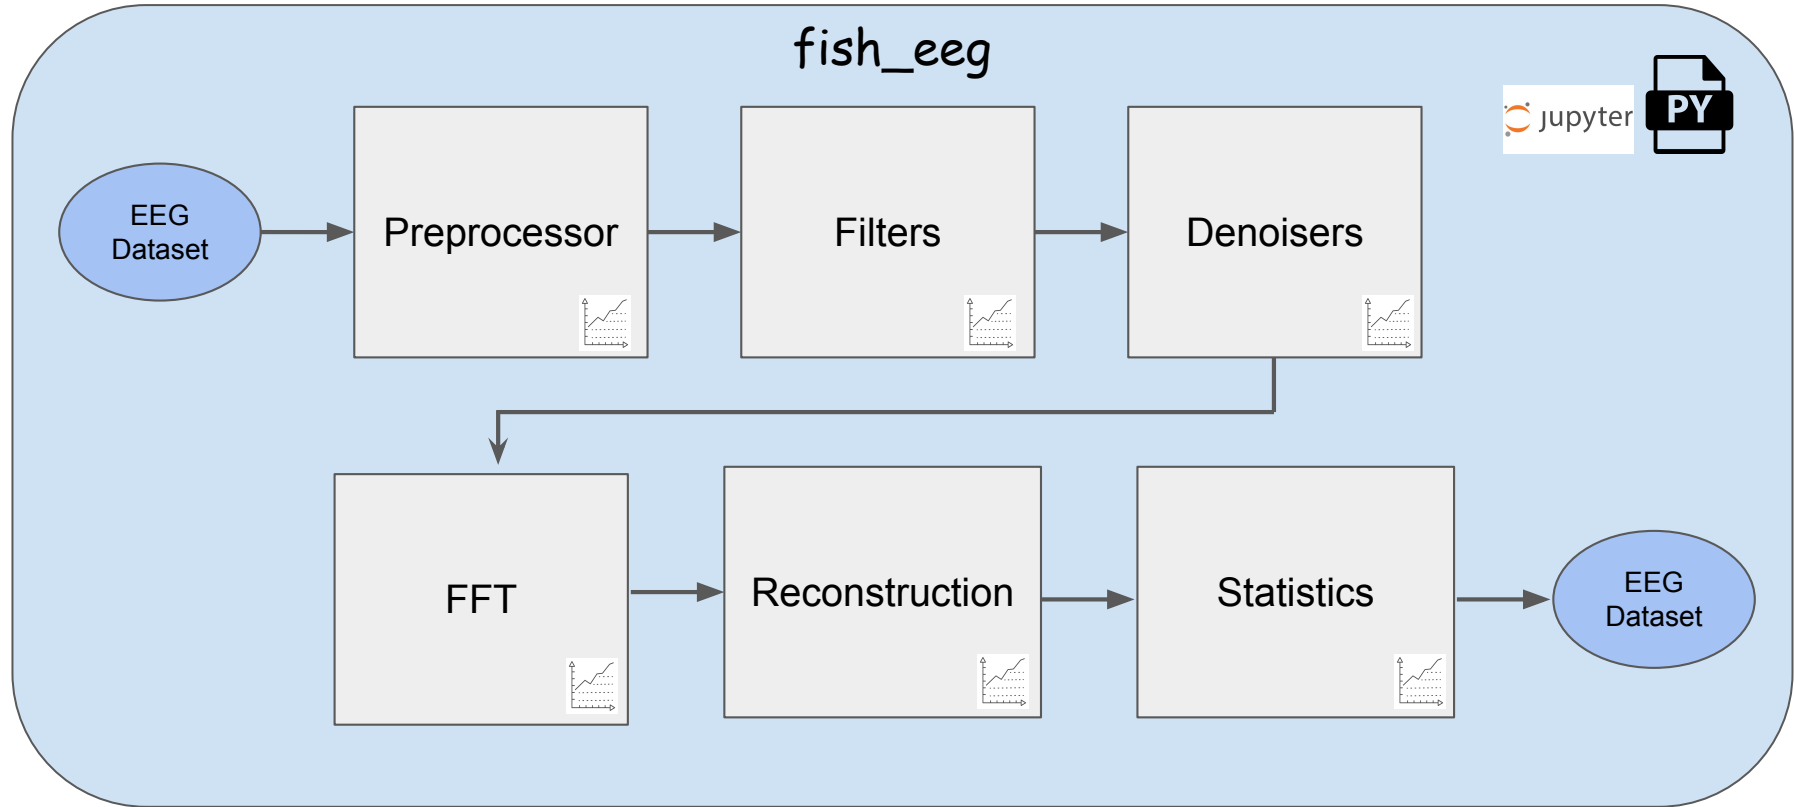 fish_eeg
jupyter
PY
EEG
Dataset
Preprocessor
Filters
Denoisers
FFT
Reconstruction
Statistics
EEG
Dataset